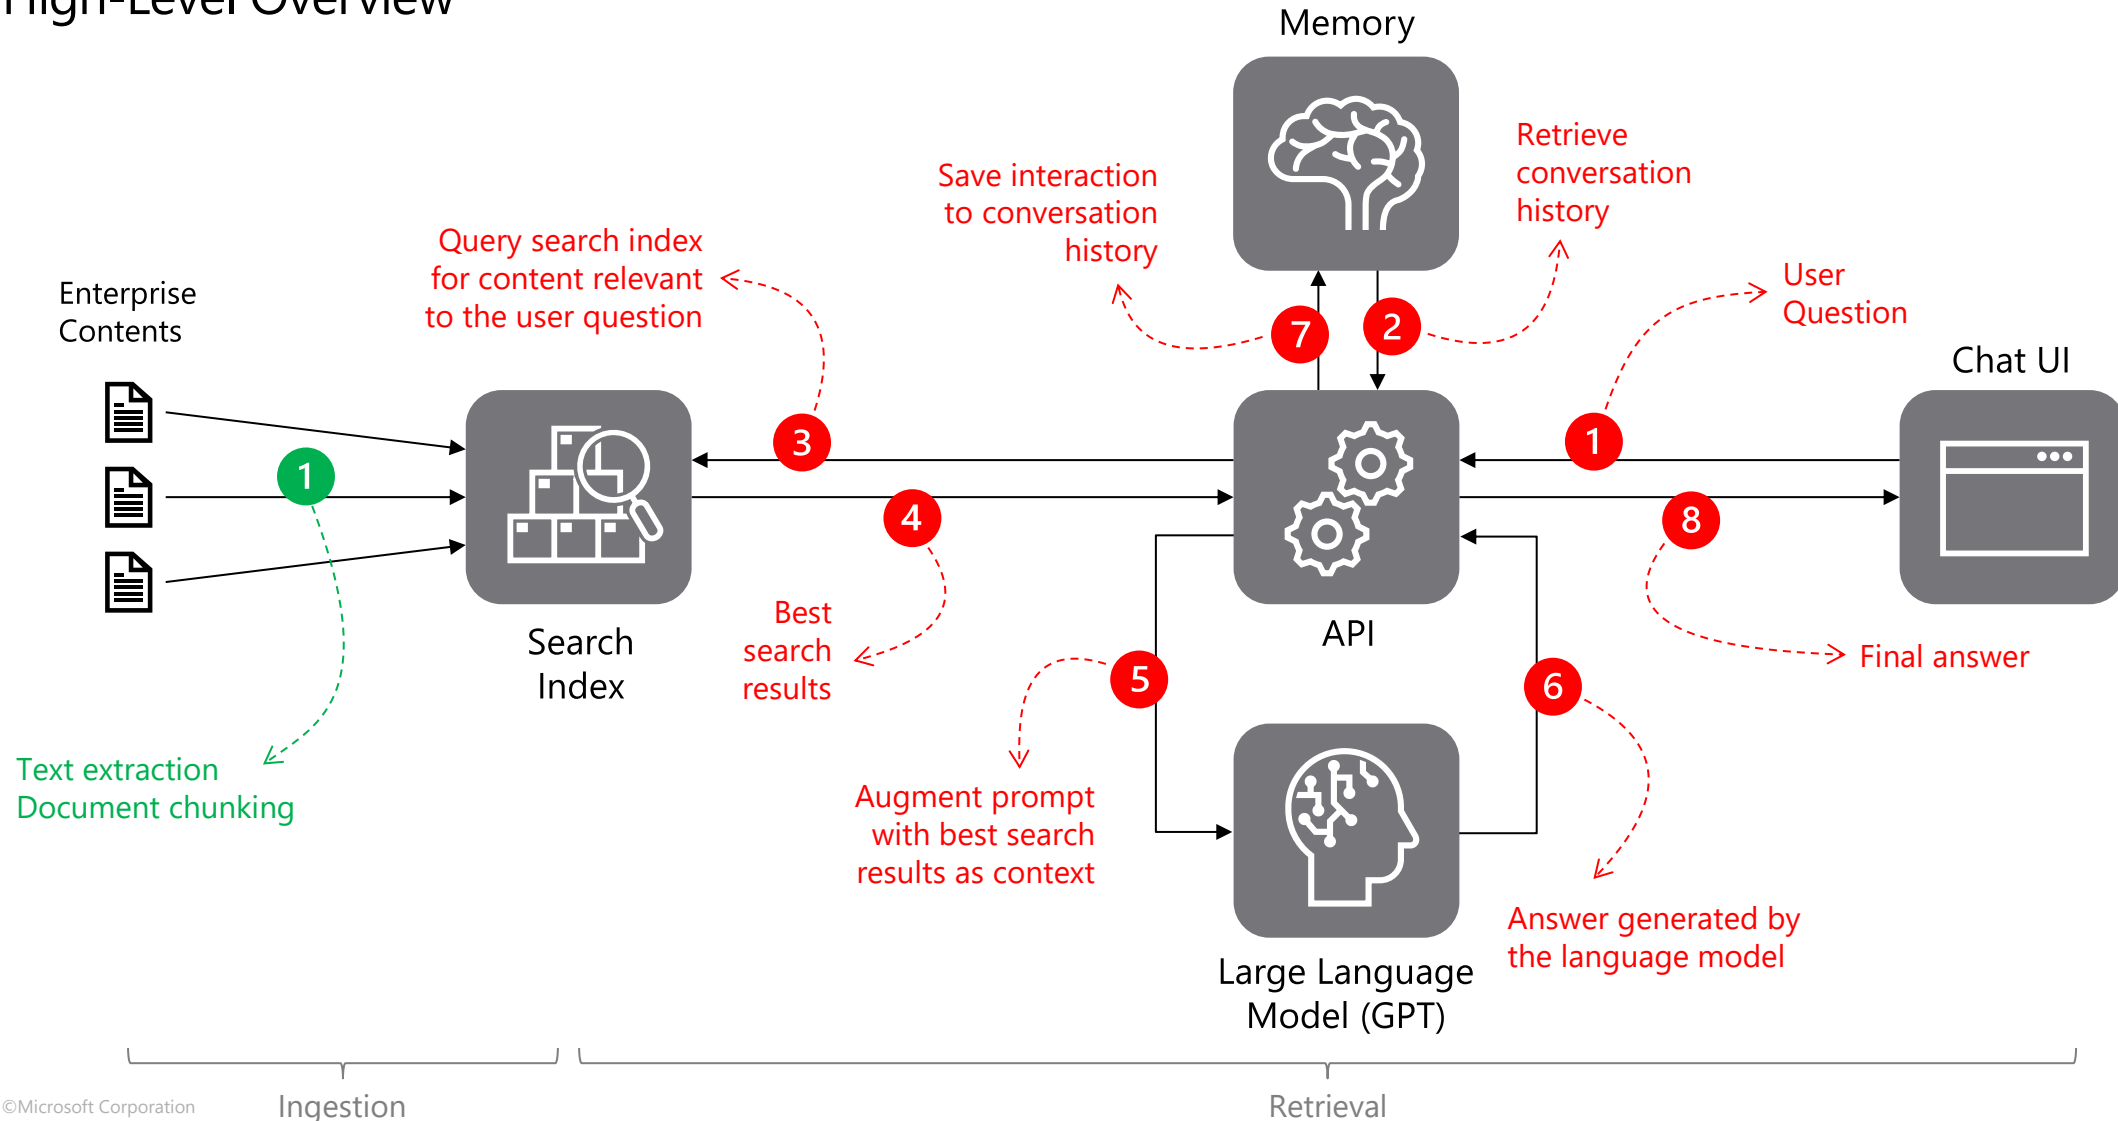 High-Level Overview
Memory
Retrieve
conversation
history
Save interaction
to conversation
history
Query search index
for content relevant
to the user question
User
Question
Enterprise
Contents
Chat UI
7
2
3
1
1
4
8
Search
Index
API
Best
search
results
Final answer
5
6
Text extraction
Document chunking
Augment prompt
with best search
results as context
Answer generated by
the language model
Large Language
Model (GPT)
©Microsoft Corporation
Ingestion
Retrieval